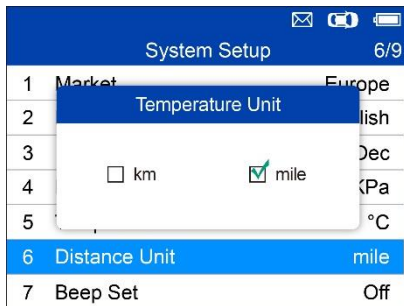 System Setup 6/9
1 Market Europe
Temperature Unit
2 lish
3 Dec
km mile
4 KPa
5 °C
6 Distance Unit mile
7 Beep Set Off